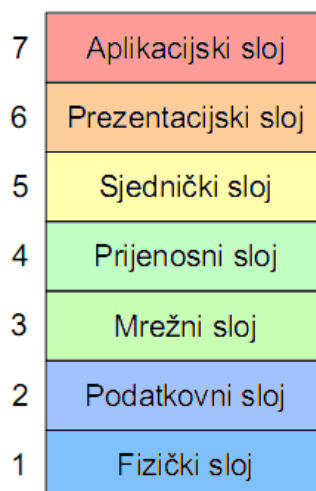 7 Aplikacijski sloj
6 Prezentacijski sloj
5 Sjednički sloj
4 Prijenosni sloj
3 Mrežni sloj
2 Podatkovni sloj
1 Fizički sloj